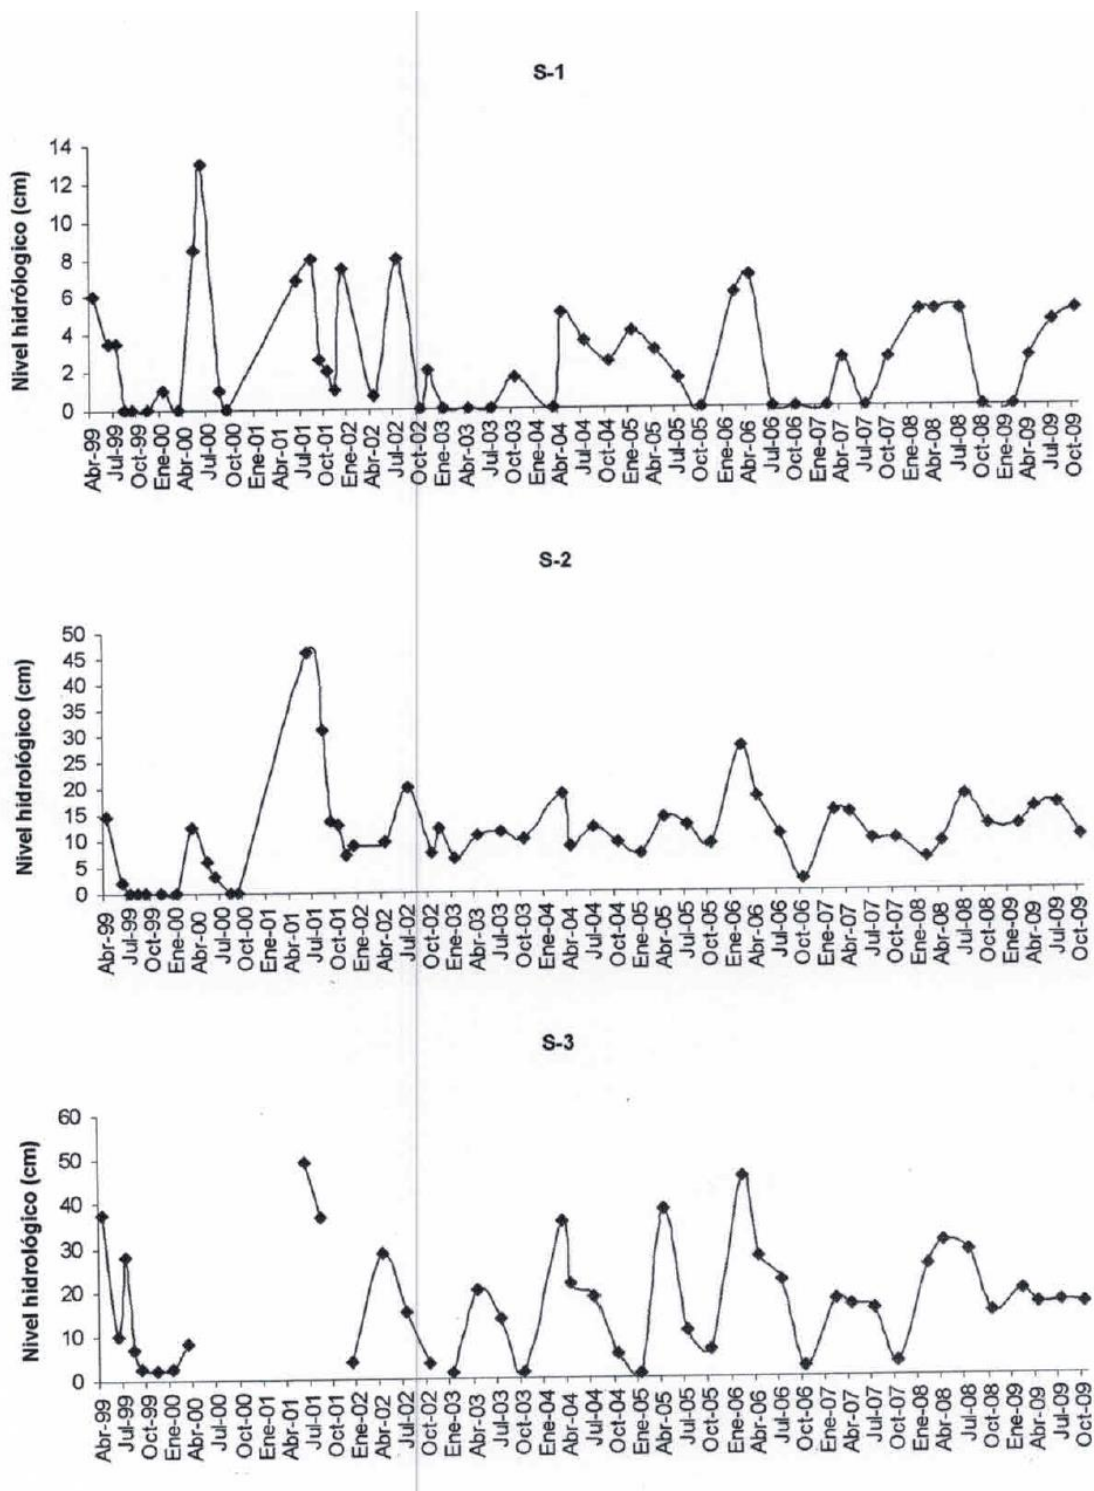 S-1
Nivel hidrólogico (cm)
14
12
10
8
6
4
2
0
Abr-99
Jul-99
Oct-99
Ene-00
Abr-00
Jul-00
Oct-00
Ene-01
Abr-01
Jul-01
Oct-01
Ene-02
Abr-02
Jul-02
Oct-02
Ene-03
Abr-03
Jul-03
Oct-03
Ene-04
Abr-04
Jul-04
Oct-04
Ene-05
Abr-05
Jul-05
Oct-05
Ene-06
Abr-06
Jul-06
Oct-06
Ene-07
Abr-07
Jul-07
Oct-07
Ene-08
Abr-08
Jul-08
Oct-08
Ene-09
Abr-09
Jul-09
Oct-09
S-2
Nivel hidrológico (cm)
50
45
40
35
30
25
20
15
10
5
0
Abr-99
Jul-99
Oct-99
Ene-00
Abr-00
Jul-00
Oct-00
Ene-01
Abr-01
Jul-01
Oct-01
Ene-02
Abr-02
Jul-02
Oct-02
Ene-03
Abr-03
Jul-03
Oct-03
Ene-04
Abr-04
Jul-04
Oct-04
Ene-05
Abr-05
Jul-05
Oct-05
Ene-06
Abr-06
Jul-06
Oct-06
Ene-07
Abr-07
Jul-07
Oct-07
Ene-08
Abr-08
Jul-08
Oct-08
Ene-09
Abr-09
Jul-09
Oct-09
S-3
Nivel hidrológico (cm)
60
50
40
30
20
10
0
Abr-99
Jul-99
Oct-99
Ene-00
Abr-00
Jul-00
Oct-00
Ene-01
Abr-01
Jul-01
Oct-01
Ene-02
Abr-02
Jul-02
Oct-02
Ene-03
Abr-03
Jul-03
Oct-03
Ene-04
Abr-04
Jul-04
Oct-04
Ene-05
Abr-05
Jul-05
Oct-05
Ene-06
Abr-06
Jul-06
Oct-06
Ene-07
Abr-07
Jul-07
Oct-07
Ene-08
Abr-08
Jul-08
Oct-08
Ene-09
Abr-09
Jul-09
Oct-09